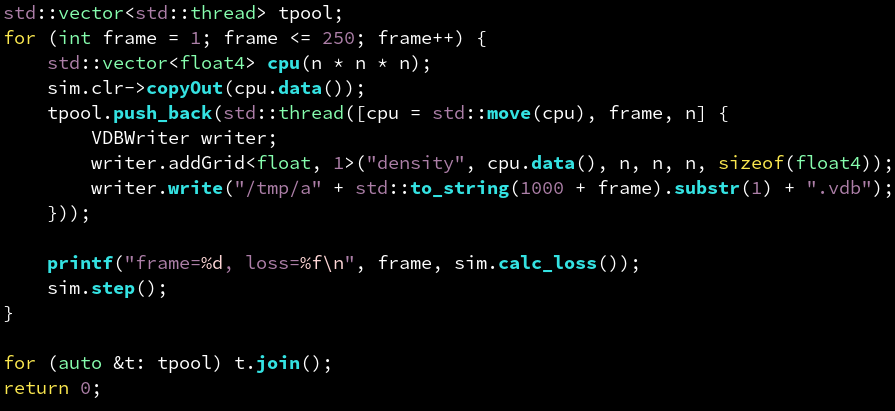 std::vector<std::thread> tpool;
for (int frame = 1; frame <= 250; frame++) {
    std::vector<float4> cpu(n * n * n);
    sim.clr->copyOut(cpu.data());
    tpool.push_back(std::thread([cpu = std::move(cpu), frame, n] {
        VDBWriter writer;
        writer.addGrid<float, 1>("density", cpu.data(), n, n, n, sizeof(float4));
        writer.write("/tmp/a" + std::to_string(1000 + frame).substr(1) + ".vdb");
    }));

    printf("frame=%d, loss=%f\n", frame, sim.calc_loss());
    sim.step();
}

for (auto &t: tpool) t.join();
return 0;